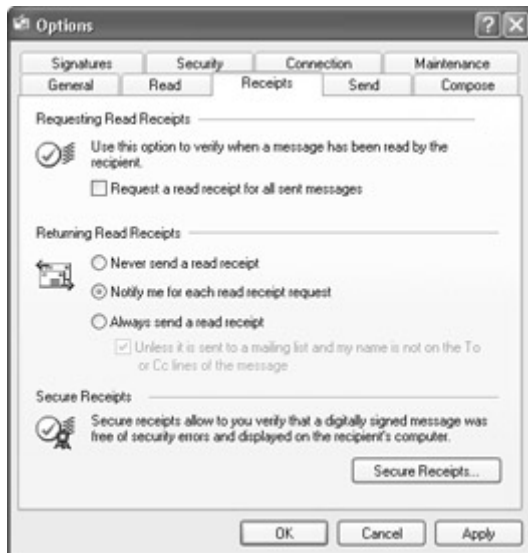 Options
Signatures Security Connection Maintenance
General Read Receipts Send Compose
Requesting Read Receipts
Use this option to verify when a message has been read by the
recipient.
Request a read receipt for all sent messages
Returning Read Receipts
Never send a read receipt
Notify me for each read receipt request
Always send a read receipt
Unless it is sent to a mailing list and my name is not on the To
or Cc lines of the message
Secure Receipts
Secure receipts allow to you verify that a digitally signed message was
free of security errors and displayed on the recipient's computer.
Secure Receipts...
OK Cancel Apply